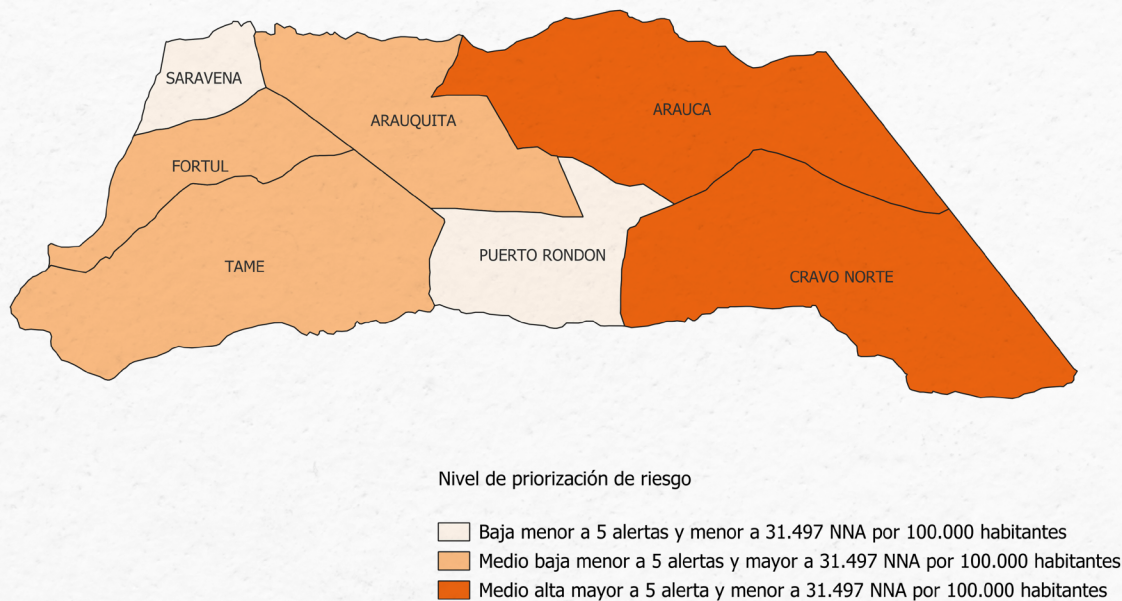 SARAVENA
ARAUQUITA
ARAUCA
FORTUL
TAME
PUERTO RONDON
CRAVO NORTE
Nivel de priorización de riesgo
Baja menor a 5 alertas y menor a 31.497 NNA por 100.000 habitantes
Medio baja menor a 5 alertas y mayor a 31.497 NNA por 100.000 habitantes
Medio alta mayor a 5 alerta y menor a 31.497 NNA por 100.000 habitantes